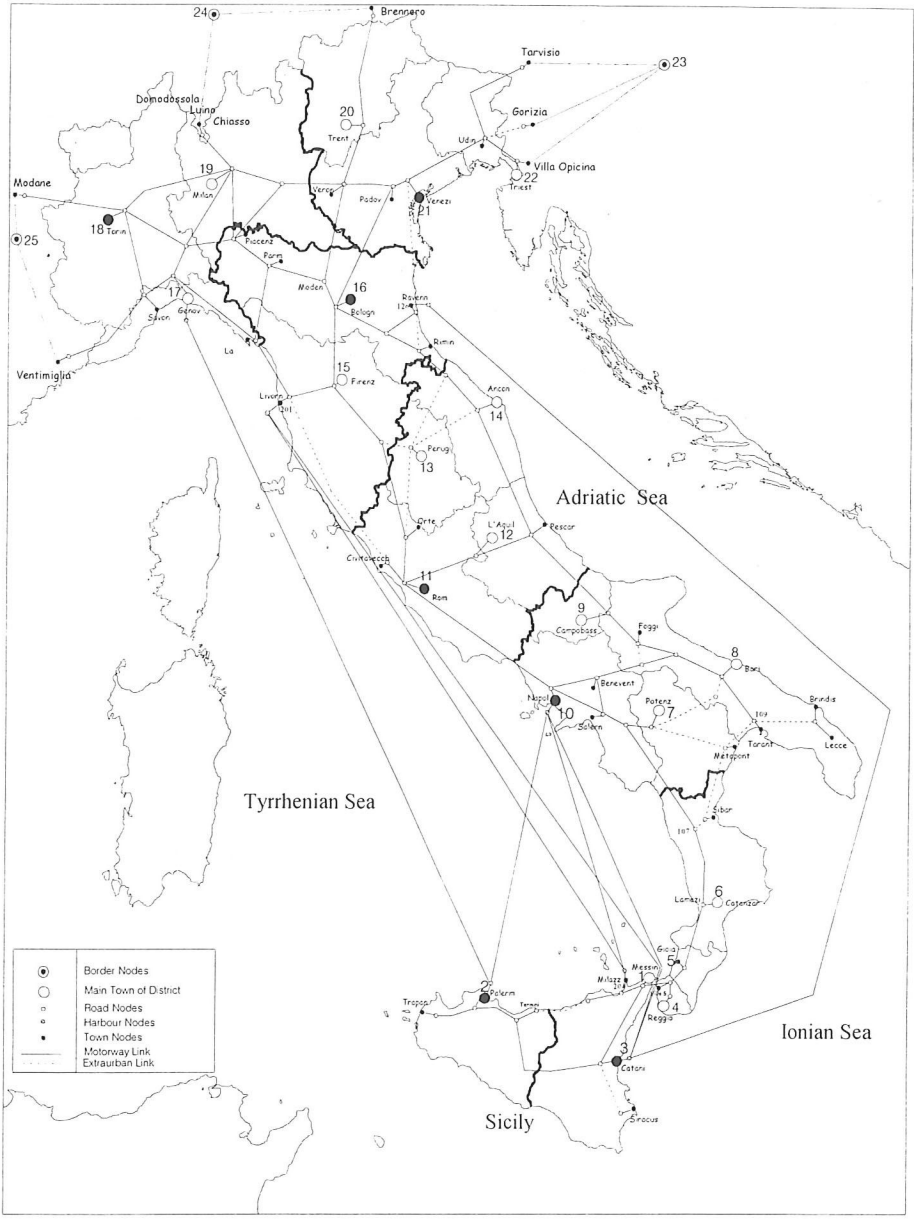 24
Brennero
Tarvisio
23
Domodossola
Luino
Chiasso
20
Trent
Gorizia
Udin
Villa Opicina
22
Triest
19
Milan
Modane
Veron
Padov
Venezi
21
18
Torin
25
Piacenz
Parm
Moden
16
Bologn
Ravenn
17
Genov
Savon
Rimin
La
Ventimiglia
15
Firenz
Ancon
14
Livorn
201
Perug
13
Adriatic Sea
Orte
L'Aquil
12
Pescar
Civitavecch
11
Rom
9
Campobass
Foggi
8
Bari
Benevent
Napol
10
Potenz
7
Salern
Brindis
109
Tarant
Lecce
Metapont
Tyrrhenian Sea
Sibar
107
6
Lamezi
Catanzar
Gioia
5
Messin
1
Milazz
4
Reggio
2
Palerm
Trapan
Termini
3
Catani
Ionian Sea
Siracus
Sicily
Border Nodes
Main Town of District
Road Nodes
Harbour Nodes
Town Nodes
Motorway Link
Extraurban Link